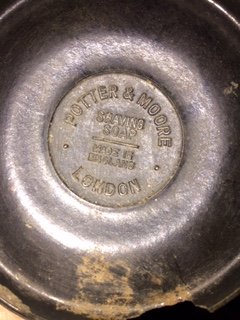 POTTER & MOORE
SHAVING
SOAP
MADE IN
ENGLAND
LONDON